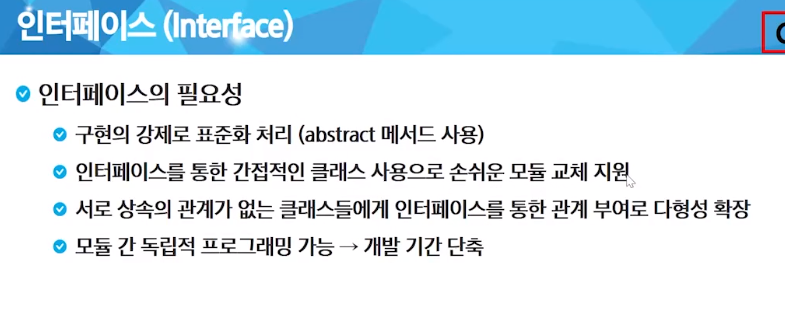 인터페이스 (Interface)
인터페이스의 필요성
구현의 강제로 표준화 처리 (abstract 메서드 사용)
인터페이스를 통한 간접적인 클래스 사용으로 손쉬운 모듈 교체 지원
서로 상속의 관계가 없는 클래스들에게 인터페이스를 통한 관계 부여로 다형성 확장
모듈 간 독립적 프로그래밍 가능 → 개발 기간 단축